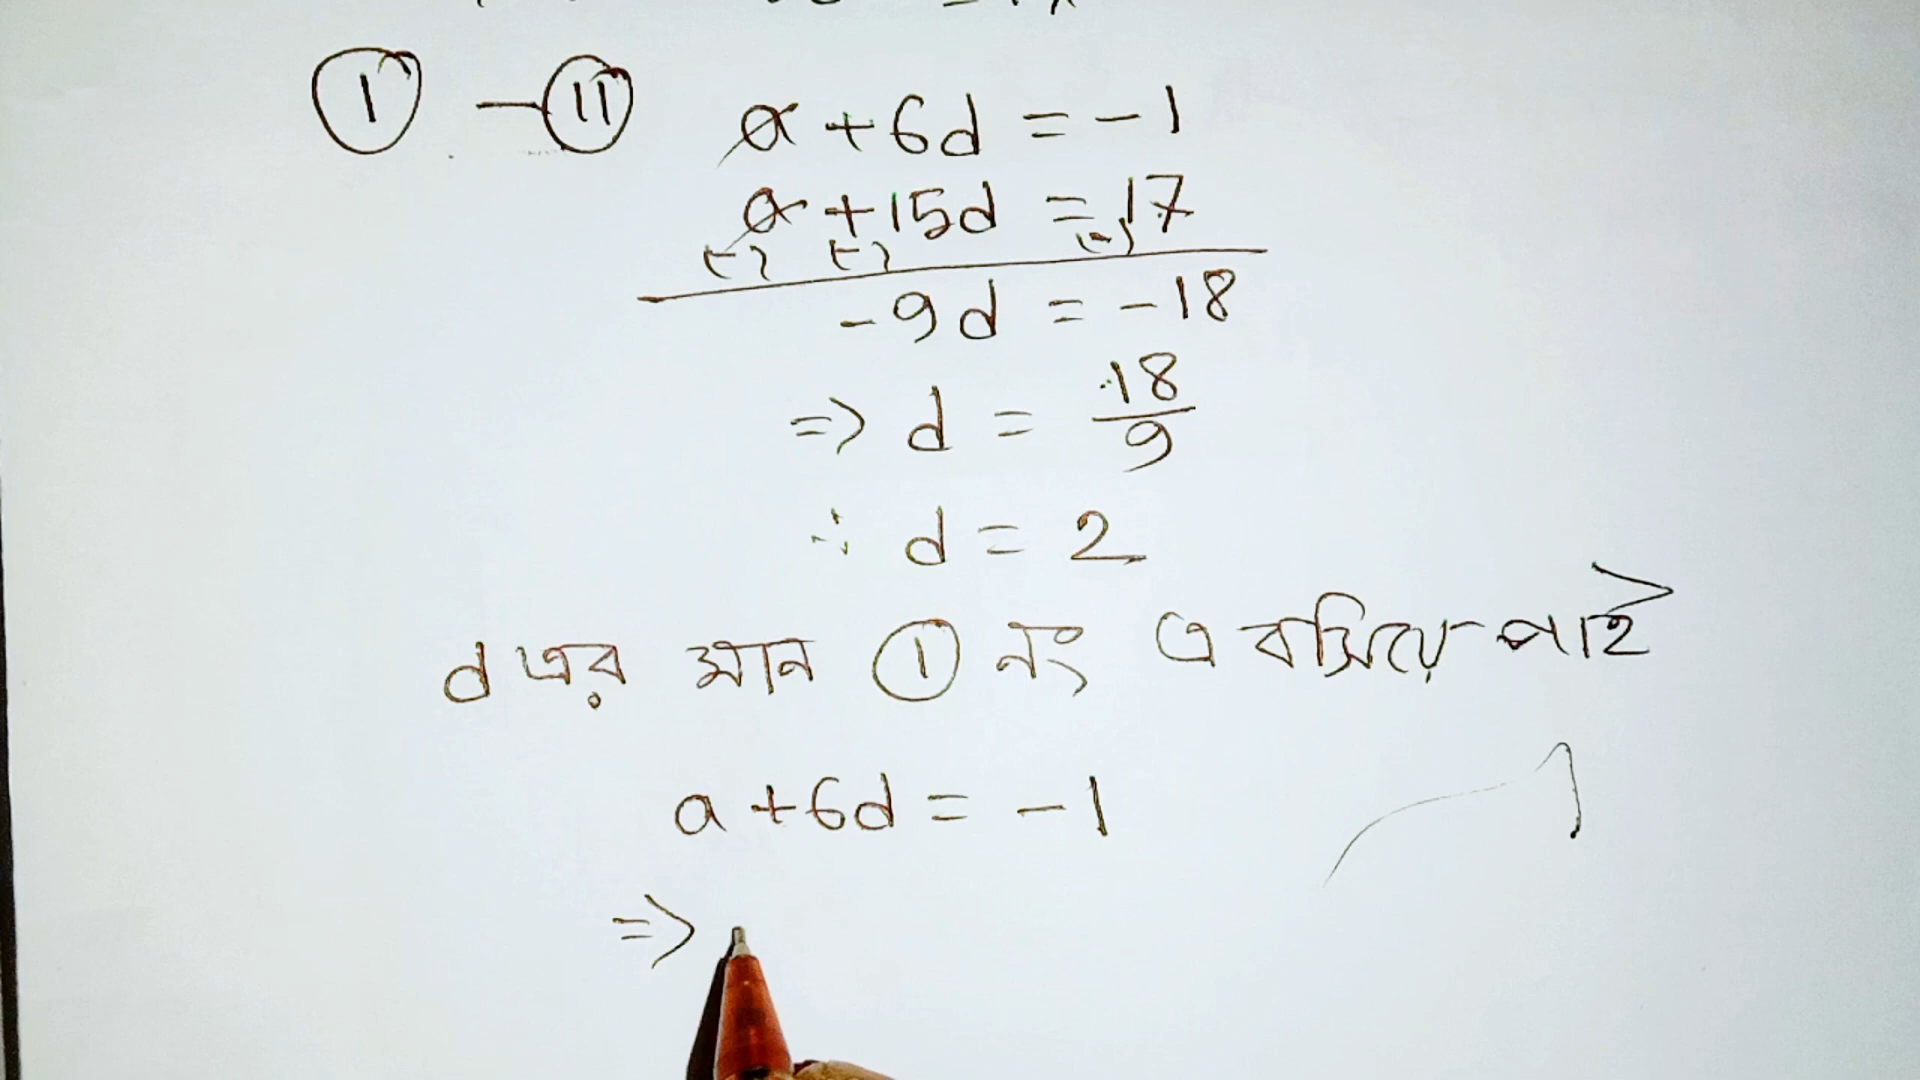 (I) - (II) a + 6d = -1
a + 15d = 17
(-) (-) (-)
-9d = -18
=> d = 18/9
∴ d = 2
d এর মান (I) নং এ বসিয়ে পাই >
a + 6d = -1
=>